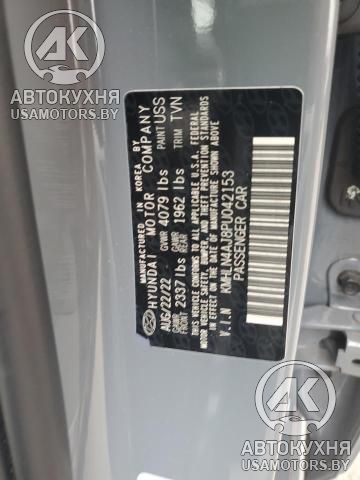 АК
АВТОКУХНЯ
USAMOTORS.BY
MANUFACTURED IN KOREA BY
HYUNDAI MOTOR COMPANY
AUG/22/22 GVWR 4079 lbs PAINT USS
GAWR FRONT 2337 lbs GAWR REAR 1962 lbs TRIM TVN
THIS VEHICLE CONFORMS TO ALL APPLICABLE U.S.A. FEDERAL
MOTOR VEHICLE SAFETY, BUMPER, AND THEFT PREVENTION STANDARDS
IN EFFECT ON THE DATE OF MANUFACTURE SHOWN ABOVE.
V.I.N KMHLN4AJ8PU042153
PASSENGER CAR
АК
АВТОКУХНЯ
USAMOTORS.BY